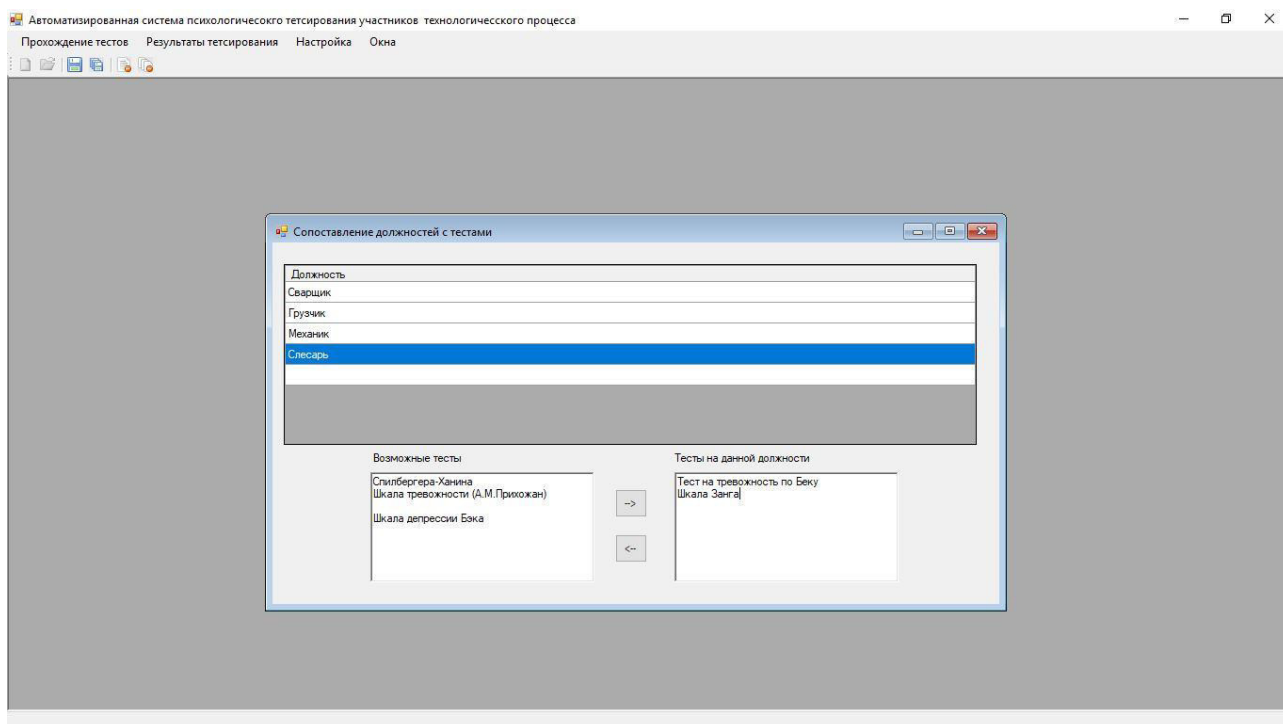 Автоматизированная система психологичесокго тетсирования участников технологичесского процесса
Прохождение тестов Результаты тетсирования Настройка Окна
Сопоставление должностей с тестами
Должность
Сварщик
Грузчик
Механик
Слесарь
Возможные тесты
Тесты на данной должности
Спилбергера-Ханина
Шкала тревожности (А.М.Прихожан)
Шкала депрессии Бэка
-->
<--
Тест на тревожность по Беку
Шкала Занга